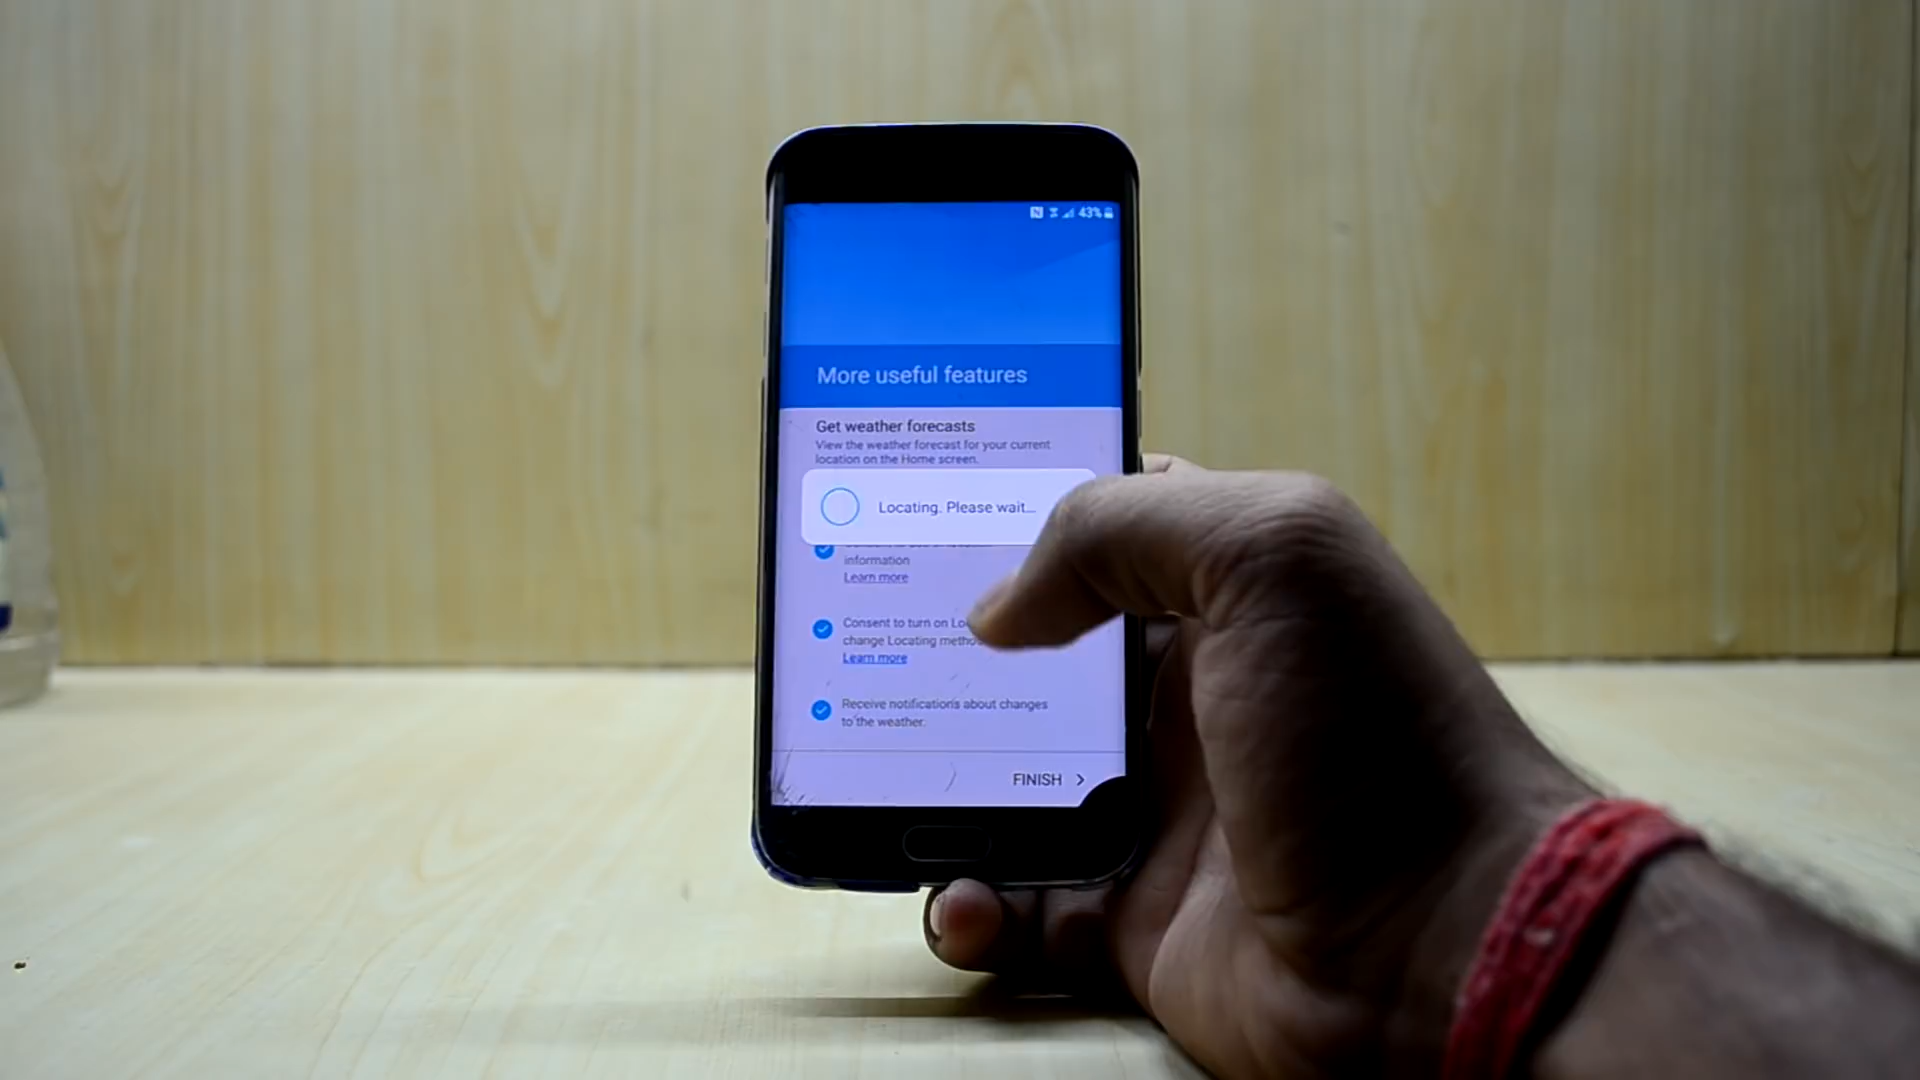 N 43%
More useful features
Get weather forecasts
View the weather forecast for your current
location on the Home screen.
Locating. Please wait...
information
Learn more
Consent to turn on
change Locating
Learn more
Receive notifications about changes
to the weather.
FINISH >